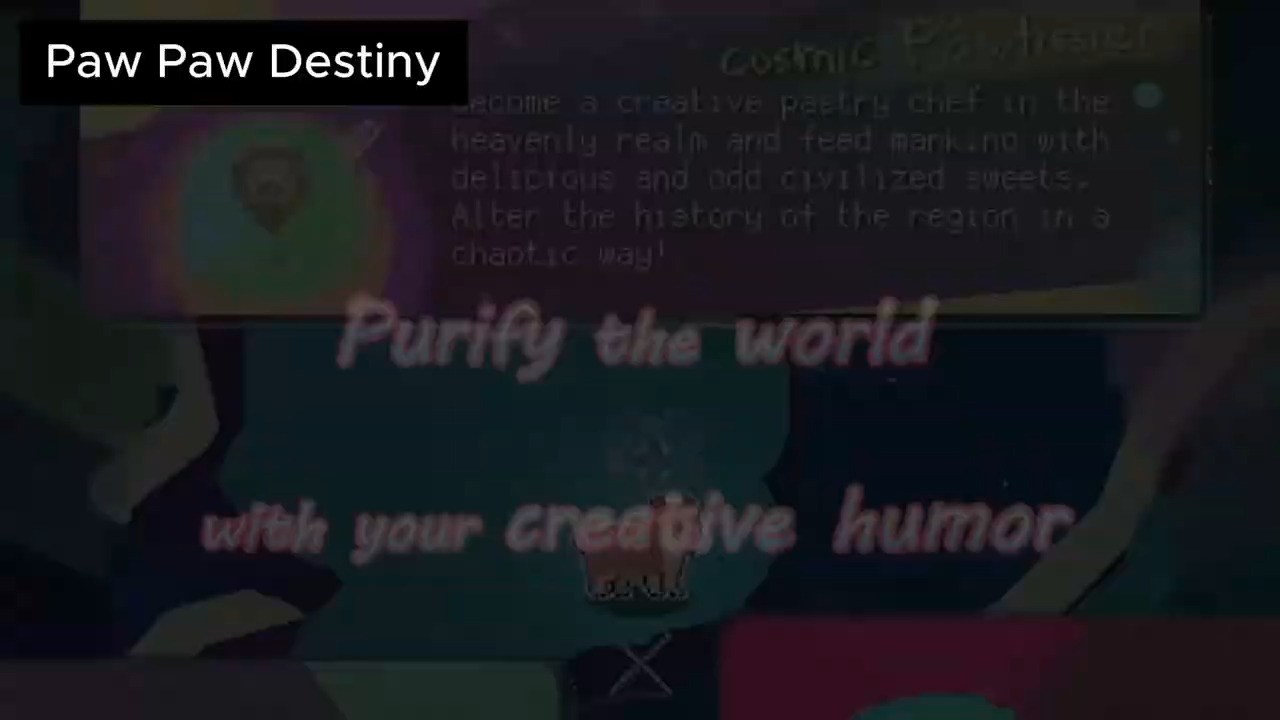 Paw Paw Destiny
Cosmic
Become a creative pastry chef in the
heavenly realm and feed mankind with
delicious and odd civilized sweets.
Alter the history of the region in a
chaotic way!
Purify the world
with your creative humor